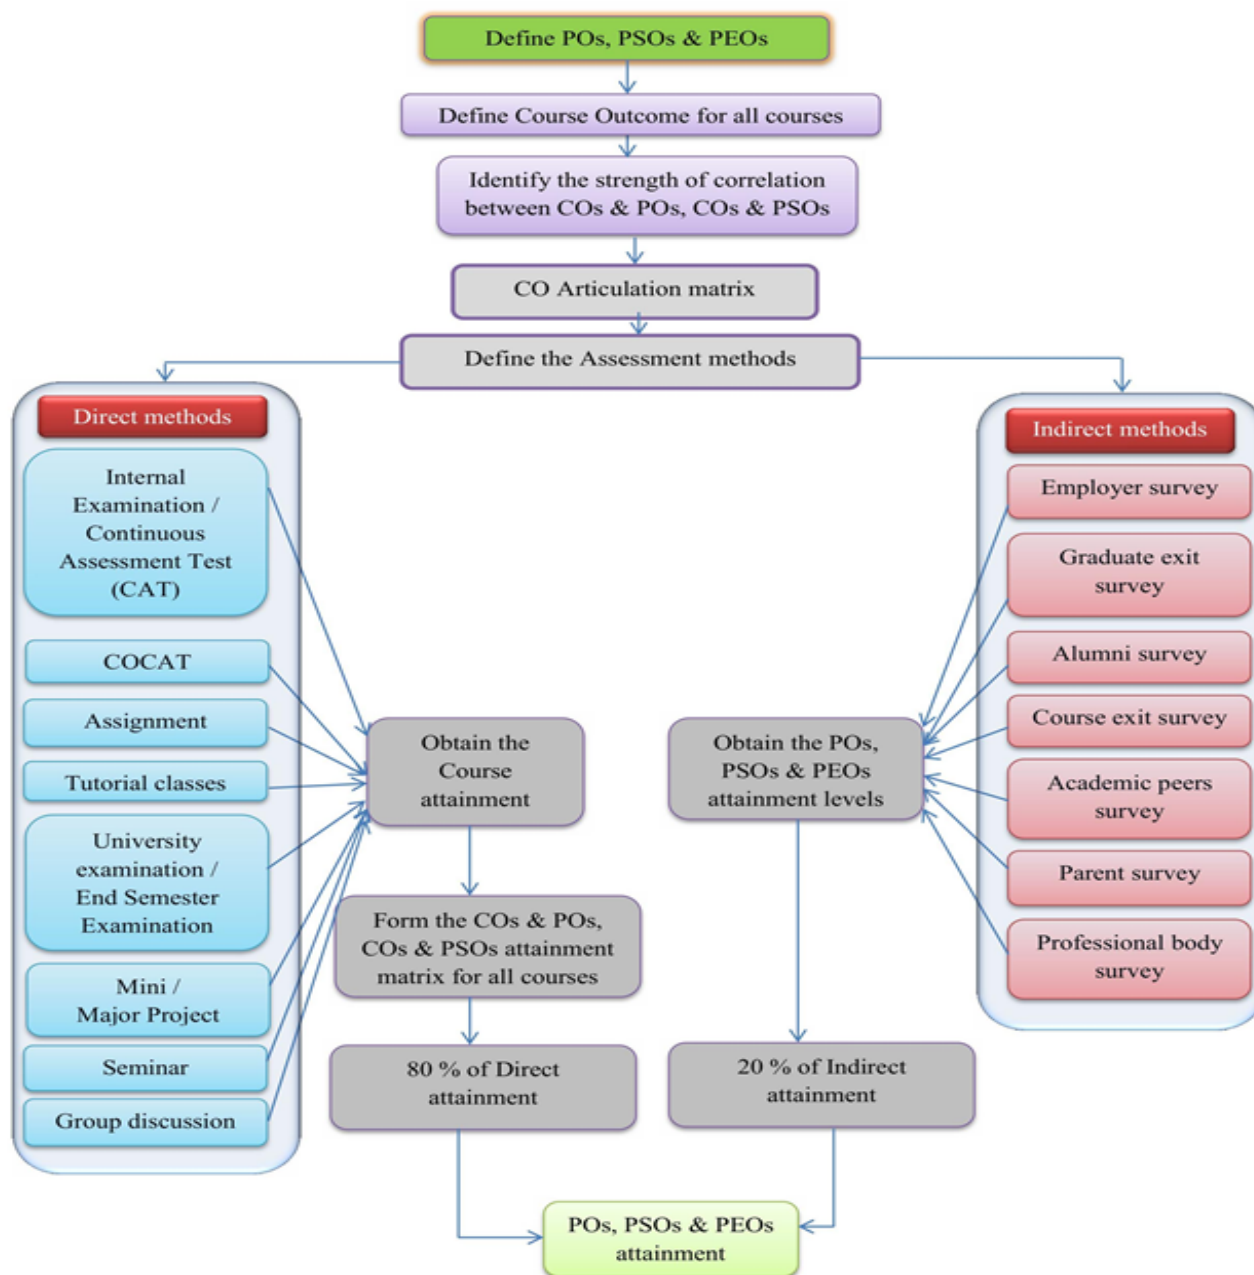 Define POs, PSOs & PEOs
Define Course Outcome for all courses
Identify the strength of correlation
between COs & POs, COs & PSOs
CO Articulation matrix
Define the Assessment methods
Direct methods
Internal
Examination /
Continuous
Assessment Test
(CAT)
COCAT
Assignment
Tutorial classes
University
examination /
End Semester
Examination
Mini /
Major Project
Seminar
Group discussion
Obtain the
Course
attainment
Form the COs & POs,
COs & PSOs attainment
matrix for all courses
80 % of Direct
attainment
Indirect methods
Employer survey
Graduate exit
survey
Alumni survey
Course exit survey
Academic peers
survey
Parent survey
Professional body
survey
Obtain the POs,
PSOs & PEOs
attainment levels
20 % of Indirect
attainment
POs, PSOs & PEOs
attainment